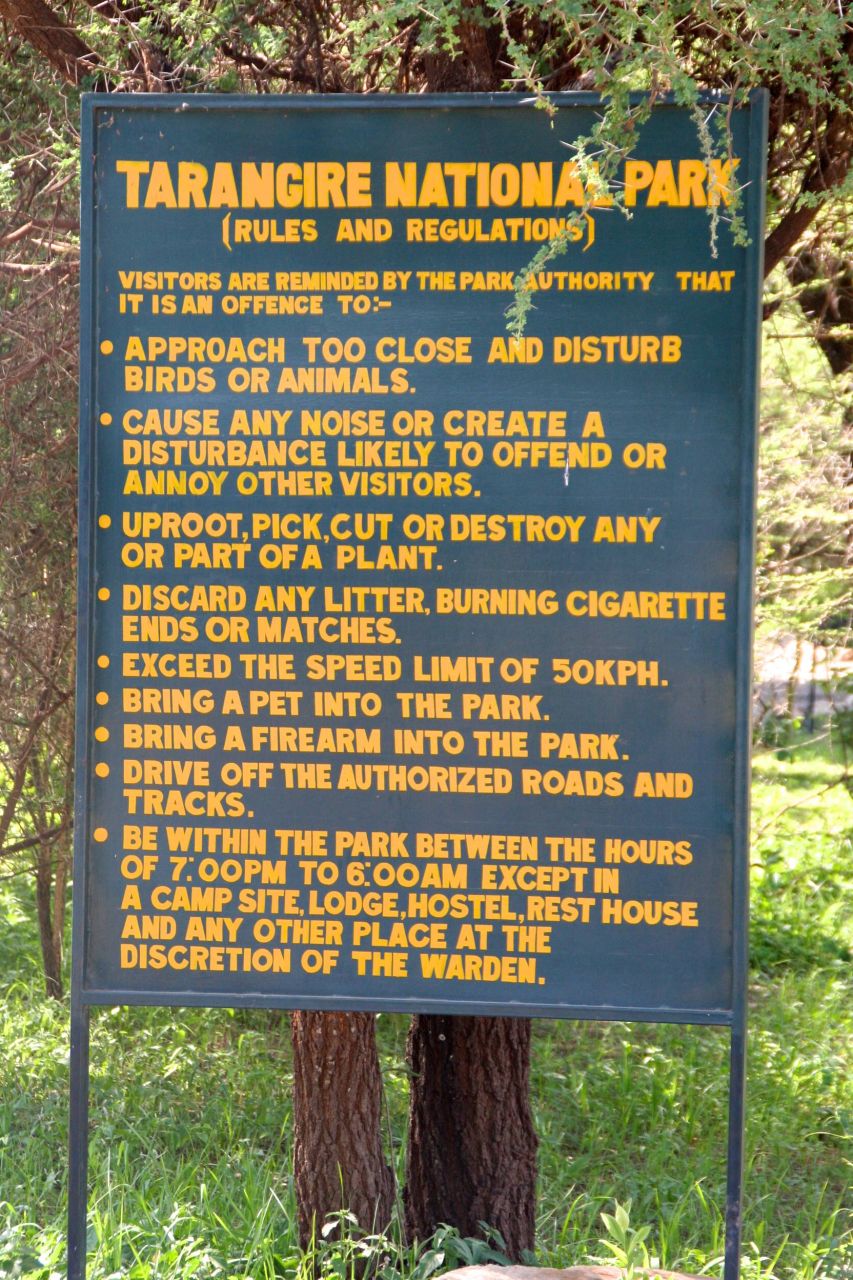 TARANGIRE NATIONAL PARK
(RULES AND REGULATIONS)
VISITORS ARE REMINDED BY THE PARK AUTHORITY THAT
IT IS AN OFFENCE TO:-
• APPROACH TOO CLOSE AND DISTURB
BIRDS OR ANIMALS.
• CAUSE ANY NOISE OR CREATE A
DISTURBANCE LIKELY TO OFFEND OR
ANNOY OTHER VISITORS.
• UPROOT, PICK, CUT OR DESTROY ANY
OR PART OF A PLANT.
• DISCARD ANY LITTER, BURNING CIGARETTE
ENDS OR MATCHES.
• EXCEED THE SPEED LIMIT OF 50KPH.
• BRING A PET INTO THE PARK.
• BRING A FIREARM INTO THE PARK.
• DRIVE OFF THE AUTHORIZED ROADS AND
TRACKS.
• BE WITHIN THE PARK BETWEEN THE HOURS
OF 7:00PM TO 6:00AM EXCEPT IN
A CAMP SITE, LODGE, HOSTEL, REST HOUSE
AND ANY OTHER PLACE AT THE
DISCRETION OF THE WARDEN.